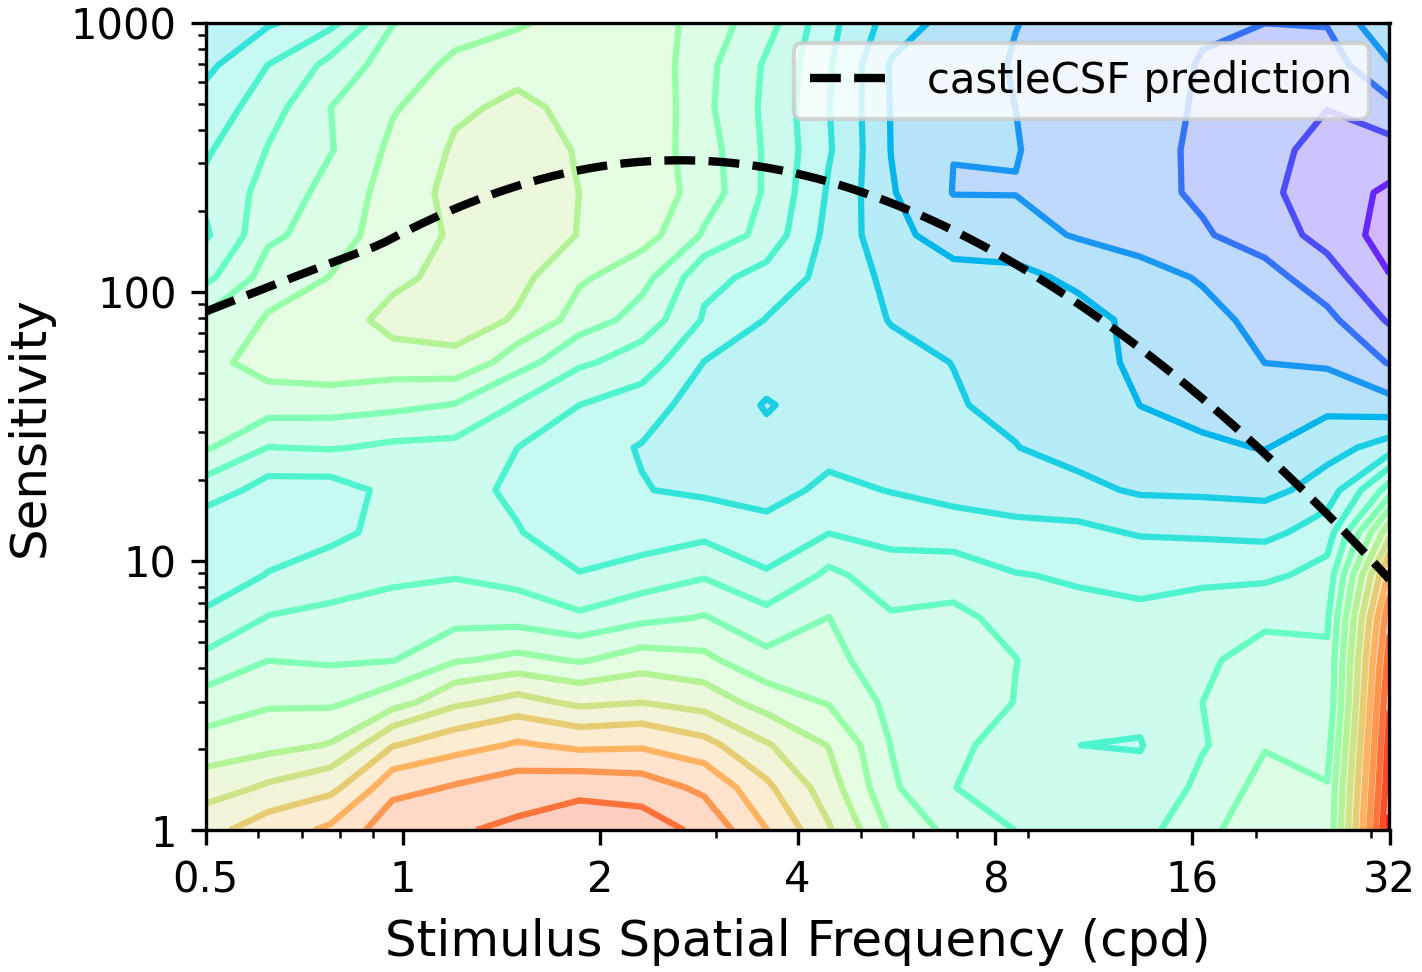 1000
castleCSF prediction
100
Sensitivity
10
1
0.5 1 2 4 8 16 32
Stimulus Spatial Frequency (cpd)